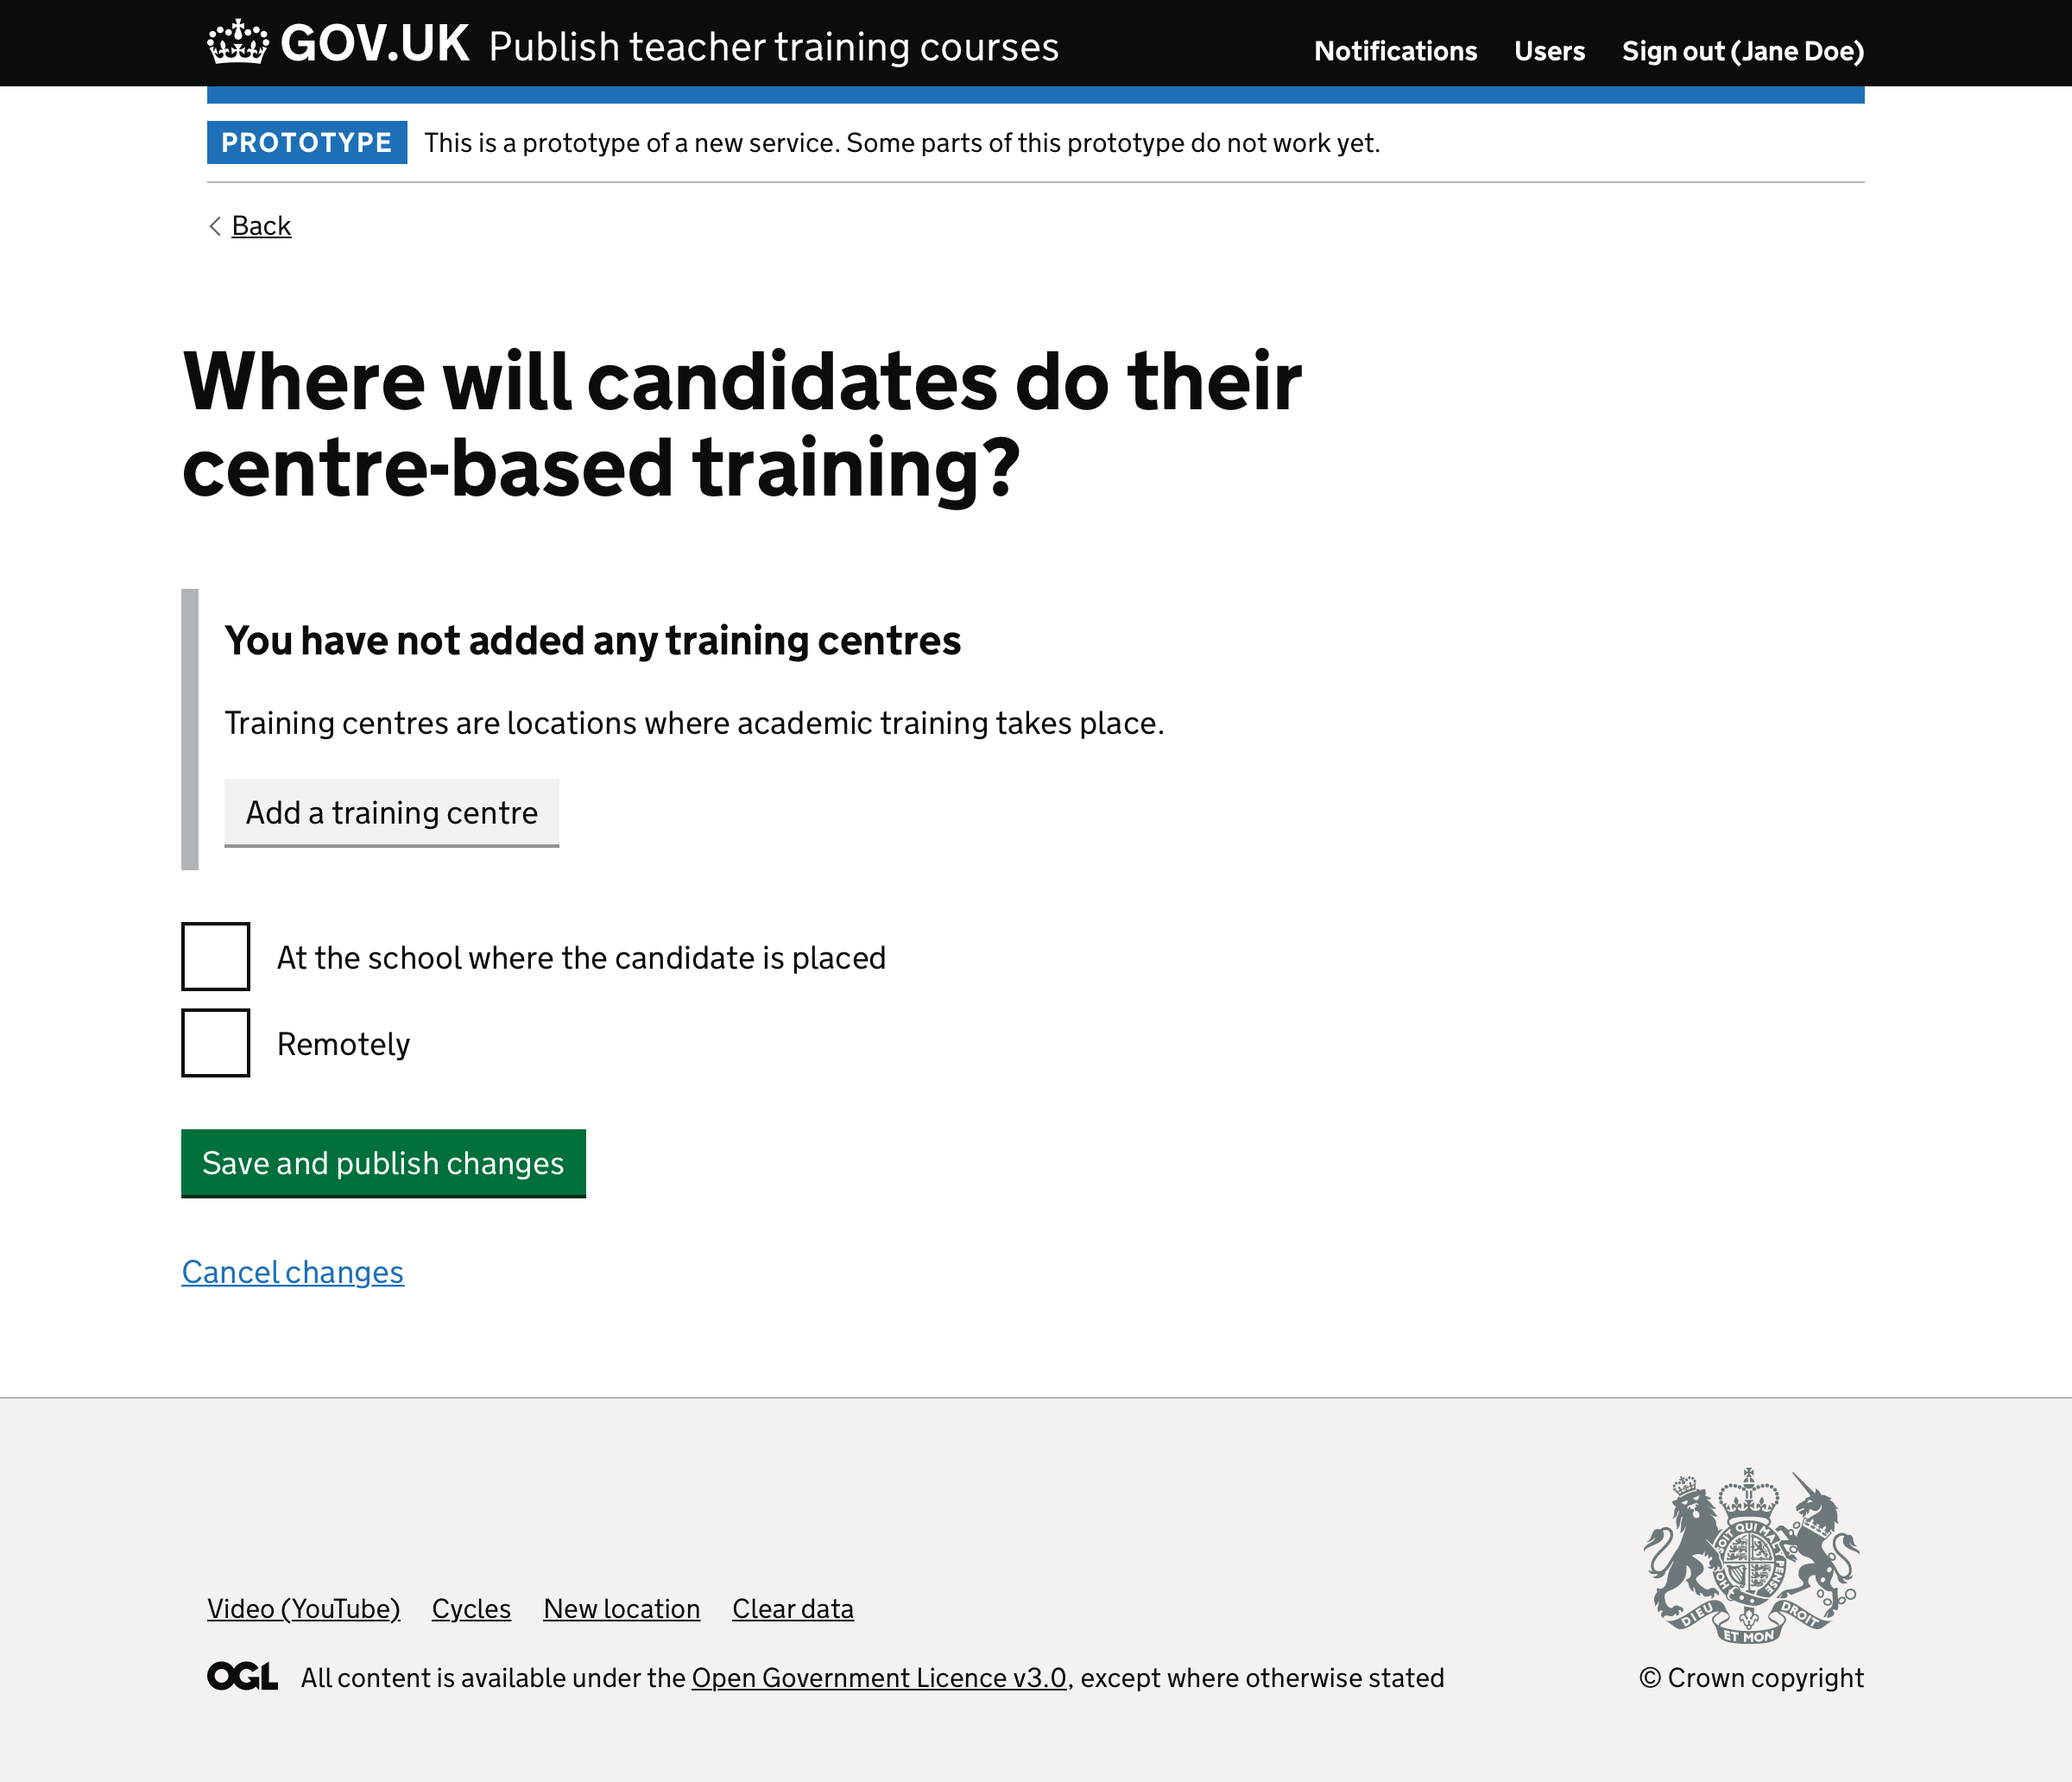 GOV.UK Publish teacher training courses Notifications Users Sign out (Jane Doe)
PROTOTYPE This is a prototype of a new service. Some parts of this prototype do not work yet.
Back
Where will candidates do their
centre-based training?
You have not added any training centres
Training centres are locations where academic training takes place.
Add a training centre
At the school where the candidate is placed
Remotely
Save and publish changes
Cancel changes
Video (YouTube) Cycles New location Clear data
OGL All content is available under the Open Government Licence v3.0, except where otherwise stated
DIEU ET MON DROIT
© Crown copyright